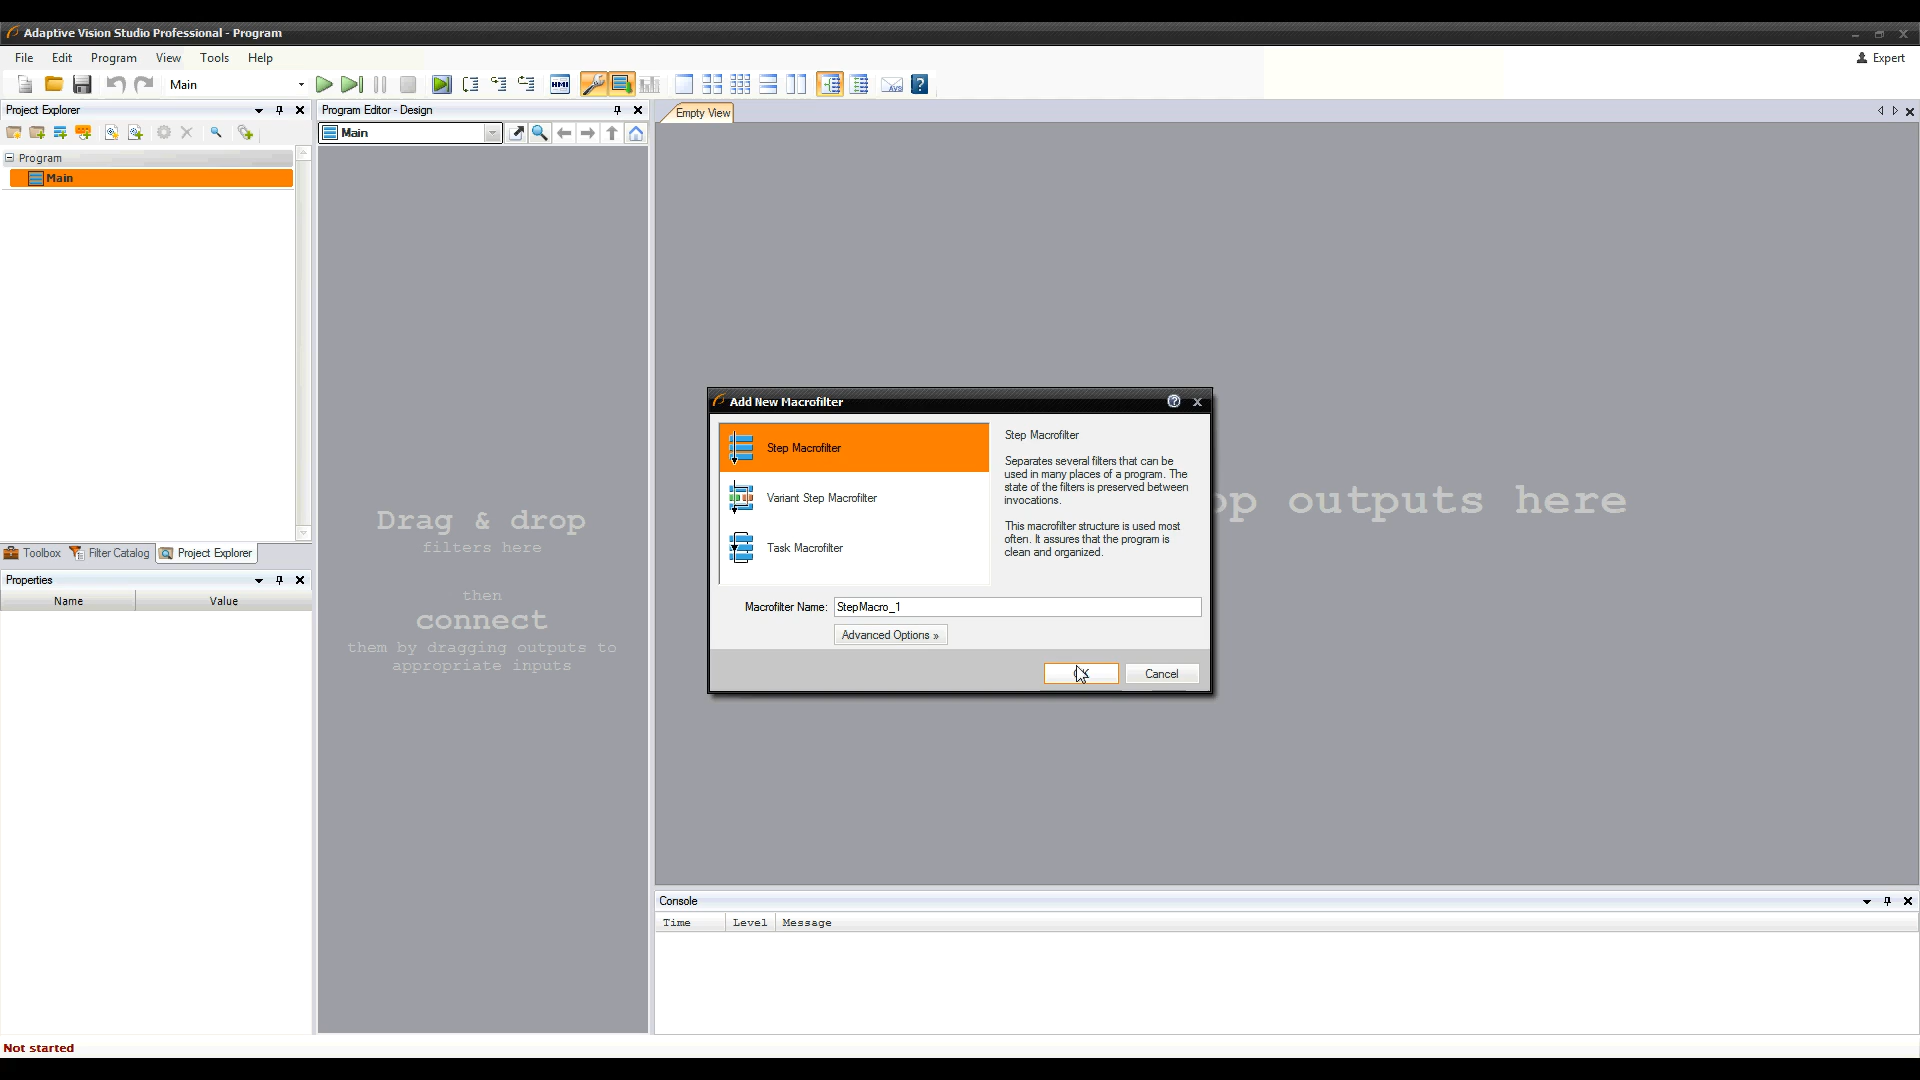 Adaptive Vision Studio Professional - Program
File Edit Program View Tools Help
Expert
Main
HMI
AVS
?
Project Explorer
Program Editor - Design
Empty View
Main
Program
Main
Drag & drop
filters here
then
connect
them by dragging outputs to
appropriate inputs
op outputs here
Add New Macrofilter
?
Step Macrofilter
Variant Step Macrofilter
Task Macrofilter
Step Macrofilter
Separates several filters that can be
used in many places of a program. The
state of the filters is preserved between
invocations.
This macrofilter structure is used most
often. It assures that the program is
clean and organized.
Macrofilter Name: StepMacro_1
Advanced Options »
Cancel
Toolbox Filter Catalog Project Explorer
Properties
Name Value
Console
Time Level Message
Not started